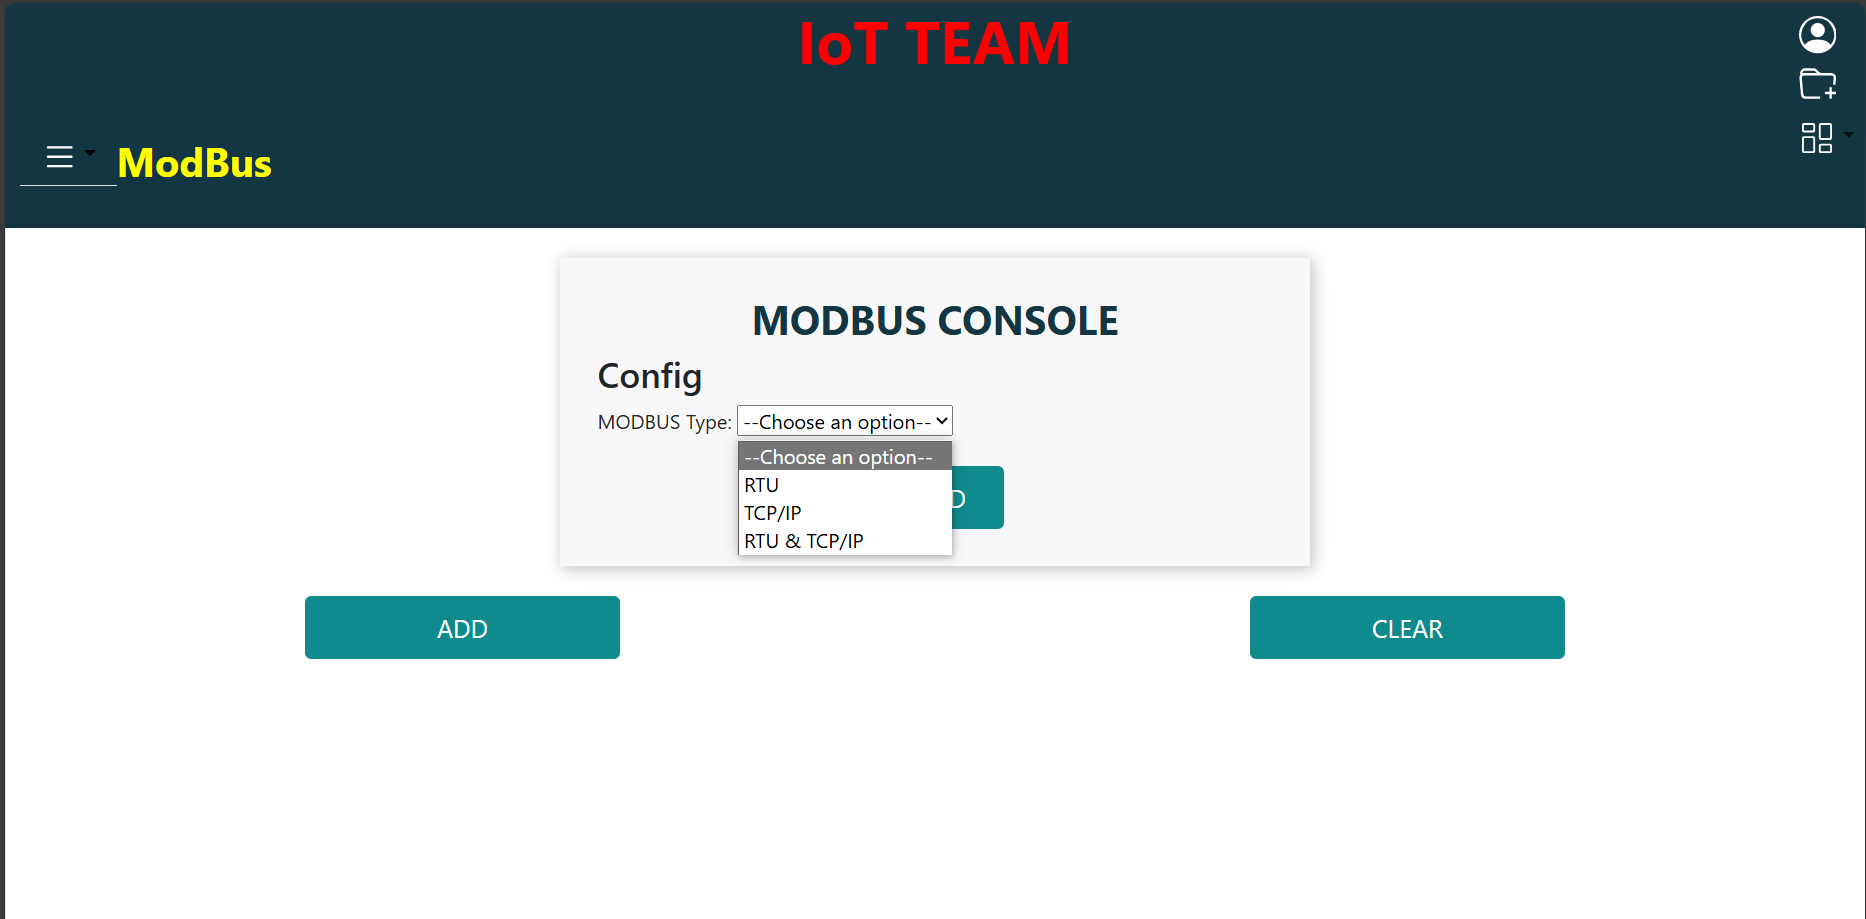 IoT TEAM
ModBus
MODBUS CONSOLE
Config
MODBUS Type: --Choose an option--
--Choose an option--
RTU
TCP/IP
RTU & TCP/IP
ADD
CLEAR